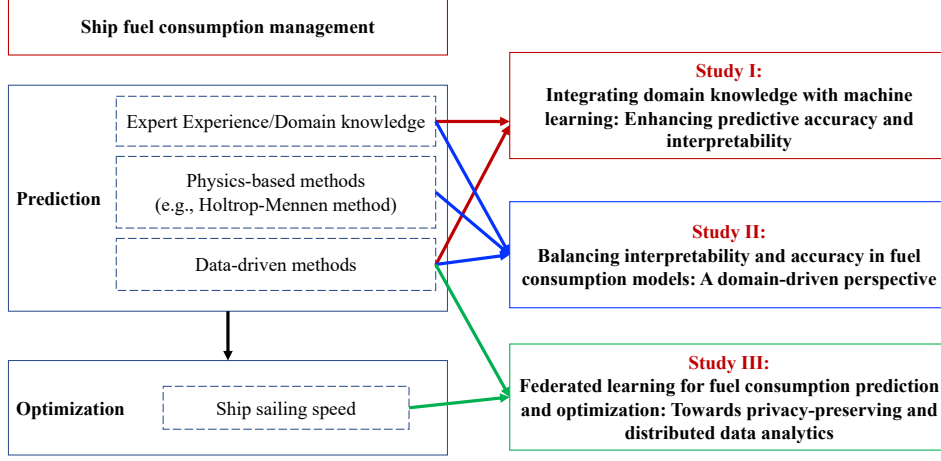 Ship fuel consumption management
Prediction
Expert Experience/Domain knowledge
Physics-based methods
(e.g., Holtrop-Mennen method)
Data-driven methods
Optimization
Ship sailing speed
Study I:
Integrating domain knowledge with machine
learning: Enhancing predictive accuracy and
interpretability
Study II:
Balancing interpretability and accuracy in fuel
consumption models: A domain-driven perspective
Study III:
Federated learning for fuel consumption prediction
and optimization: Towards privacy-preserving and
distributed data analytics